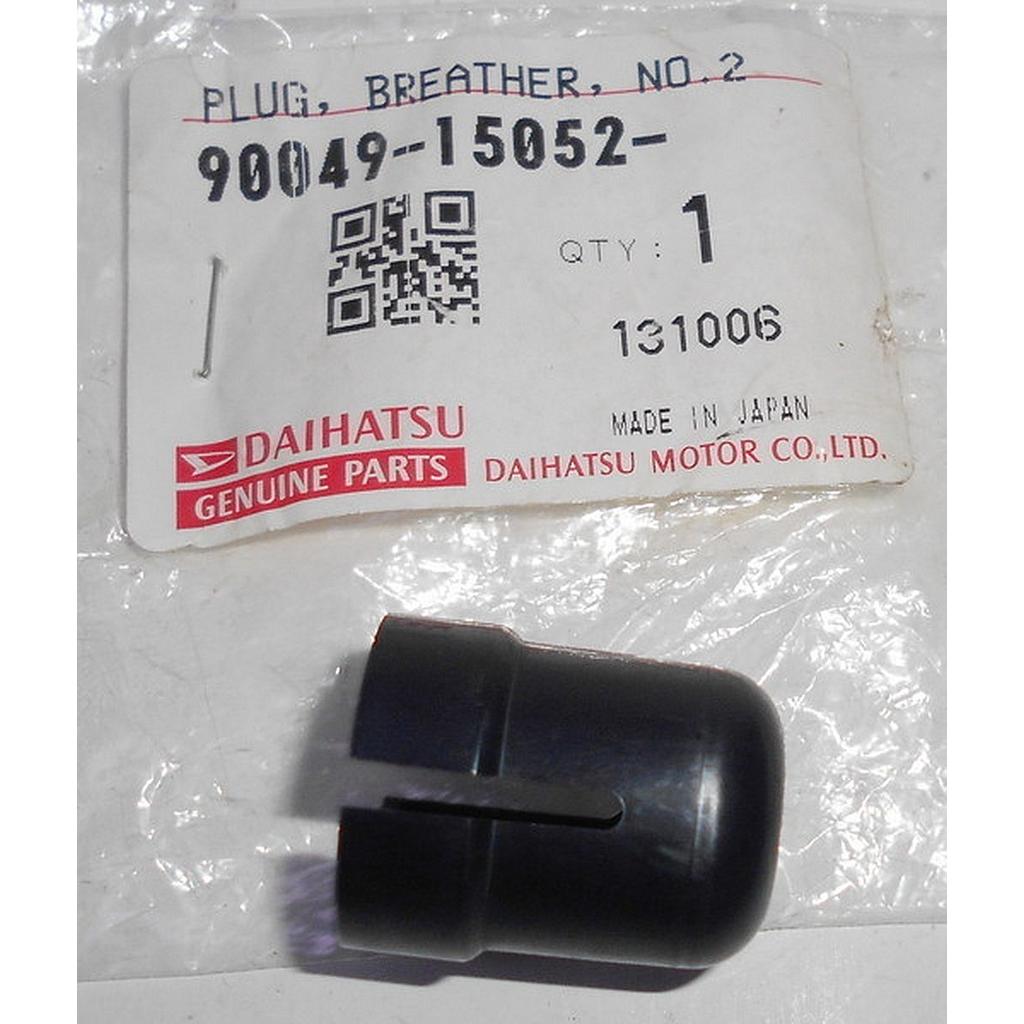 PLUG, BREATHER, NO.2
90049-15052-
QTY: 1
131006
MADE IN JAPAN
DAIHATSU
GENUINE PARTS
DAIHATSU MOTOR CO.,LTD.